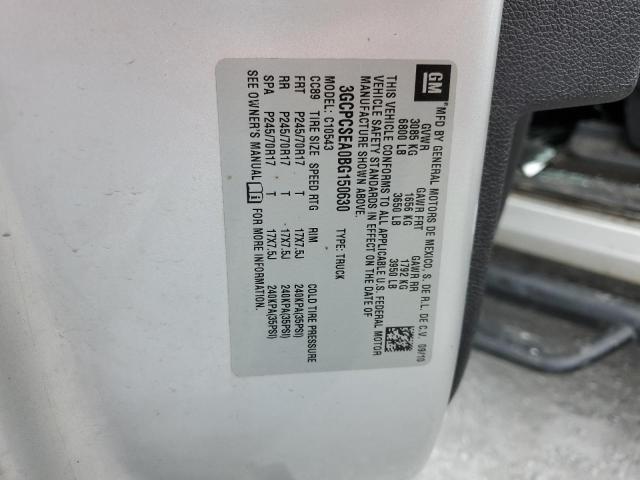 GM
MFD BY GENERAL MOTORS DE MEXICO, S. DE R.L. DE C.V. 09/10
GVWR GAWR FRT GAWR RR
3085 KG 1656 KG 1792 KG
6800 LB 3650 LB 3950 LB
THIS VEHICLE CONFORMS TO ALL APPLICABLE U.S. FEDERAL MOTOR
VEHICLE SAFETY STANDARDS IN EFFECT ON THE DATE OF
MANUFACTURE SHOWN ABOVE.
3GCPCSEA0BG150630 TYPE: TRUCK
MODEL: C10543
CC89 TIRE SIZE SPEED RTG RIM COLD TIRE PRESSURE
FRT P245/70R17 T 17X7.5J 240KPA(35PSI)
RR P245/70R17 T 17X7.5J 240KPA(35PSI)
SPA P245/70R17 T 17X7.5J 240KPA(35PSI)
SEE OWNER'S MANUAL FOR MORE INFORMATION.